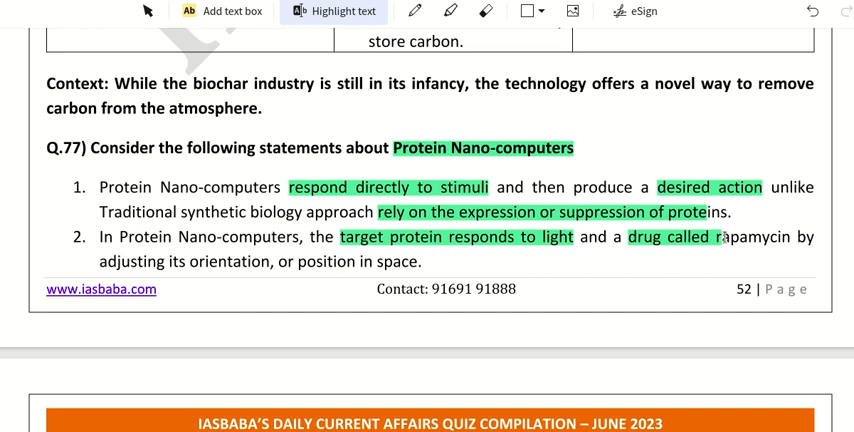 Ab Add text box
Highlight text
eSign
store carbon.
Context: While the biochar industry is still in its infancy, the technology offers a novel way to remove
carbon from the atmosphere.
Q.77) Consider the following statements about Protein Nano-computers
1. Protein Nano-computers respond directly to stimuli and then produce a desired action unlike
Traditional synthetic biology approach rely on the expression or suppression of proteins.
2. In Protein Nano-computers, the target protein responds to light and a drug called rapamycin by
adjusting its orientation, or position in space.
www.iasbaba.com Contact: 91691 91888 52 | P a g e
IASBABA'S DAILY CURRENT AFFAIRS QUIZ COMPILATION – JUNE 2023